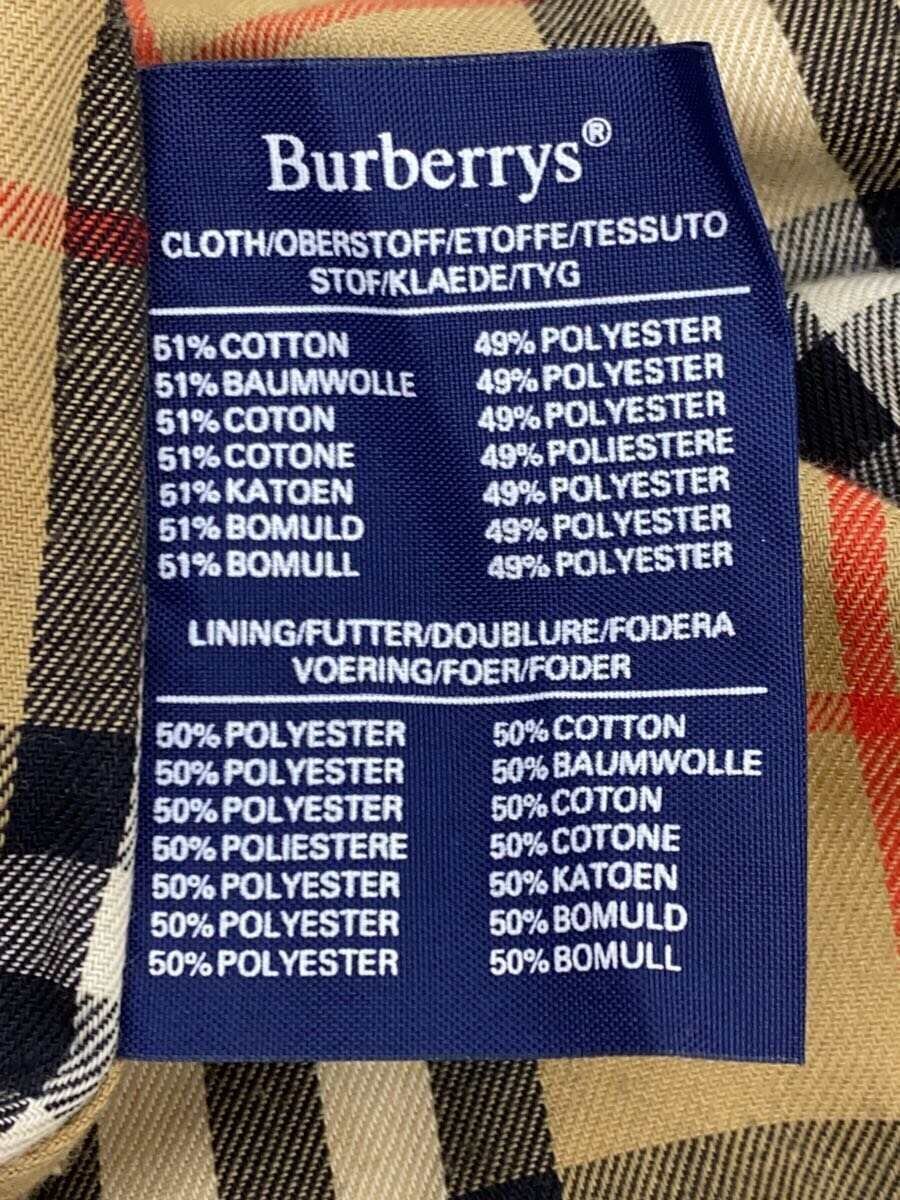 Burberrys®
CLOTH/OBERSTOFF/ETOFFE/TESSUTO
STOF/KLAEDE/TYG
51% COTTON 49% POLYESTER
51% BAUMWOLLE 49% POLYESTER
51% COTON 49% POLYESTER
51% COTONE 49% POLIESTERE
51% KATOEN 49% POLYESTER
51% BOMULD 49% POLYESTER
51% BOMULL 49% POLYESTER
LINING/FUTTER/DOUBLURE/FODERA
VOERING/FOER/FODER
50% POLYESTER 50% COTTON
50% POLYESTER 50% BAUMWOLLE
50% POLYESTER 50% COTON
50% POLIESTERE 50% COTONE
50% POLYESTER 50% KATOEN
50% POLYESTER 50% BOMULD
50% POLYESTER 50% BOMULL